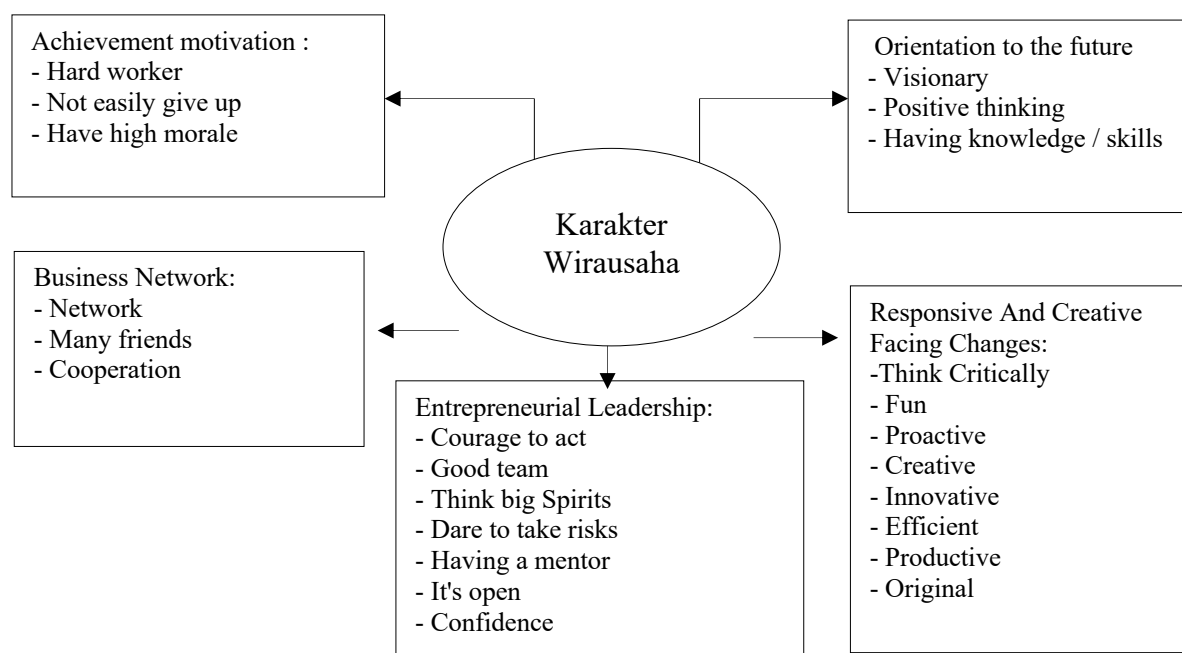 Achievement motivation :
- Hard worker
- Not easily give up
- Have high morale
Orientation to the future
- Visionary
- Positive thinking
- Having knowledge / skills
Karakter
Wirausaha
Business Network:
- Network
- Many friends
- Cooperation
Responsive And Creative
Facing Changes:
-Think Critically
- Fun
- Proactive
- Creative
- Innovative
- Efficient
- Productive
- Original
Entrepreneurial Leadership:
- Courage to act
- Good team
- Think big Spirits
- Dare to take risks
- Having a mentor
- It's open
- Confidence